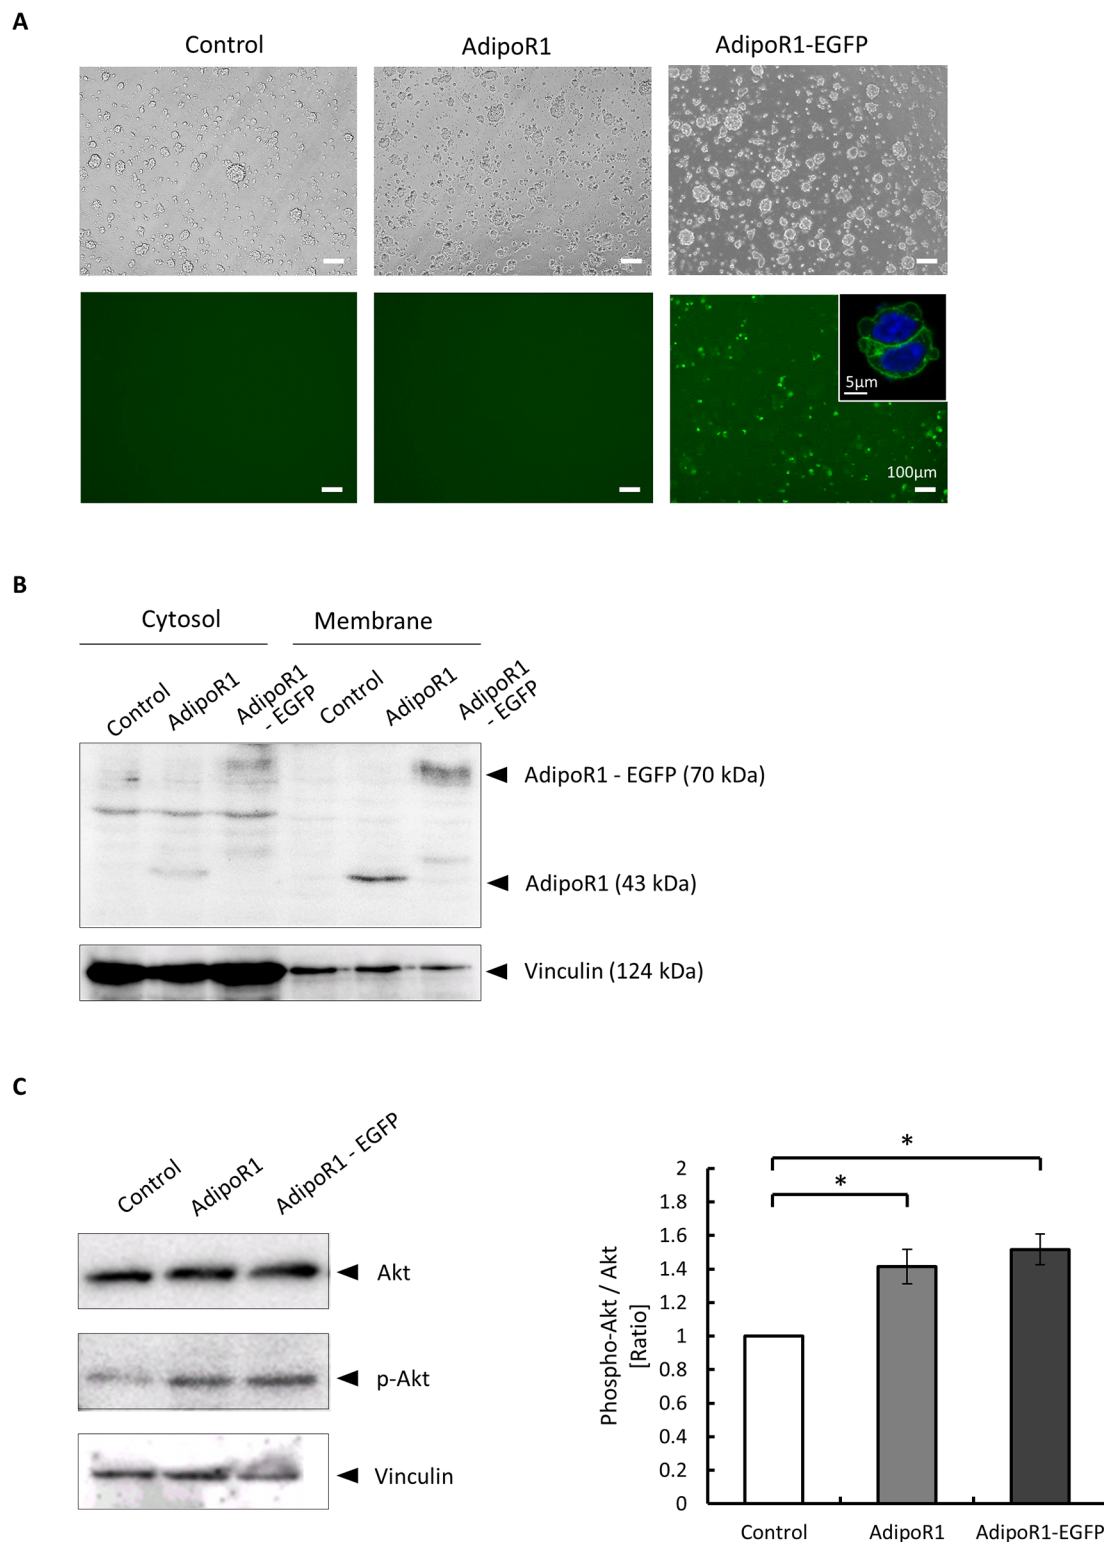 A
Control
AdipoR1
AdipoR1-EGFP
5μm
100μm
B
Cytosol
Membrane
Control
AdipoR1
AdipoR1
- EGFP
Control
AdipoR1
AdipoR1
- EGFP
AdipoR1 - EGFP (70 kDa)
AdipoR1 (43 kDa)
Vinculin (124 kDa)
C
Control
AdipoR1
AdipoR1 - EGFP
Akt
p-Akt
Vinculin
*
*
2
1.8
1.6
1.4
1.2
1
0.8
0.6
0.4
0.2
0
Phospho-Akt / Akt
[Ratio]
Control
AdipoR1
AdipoR1-EGFP